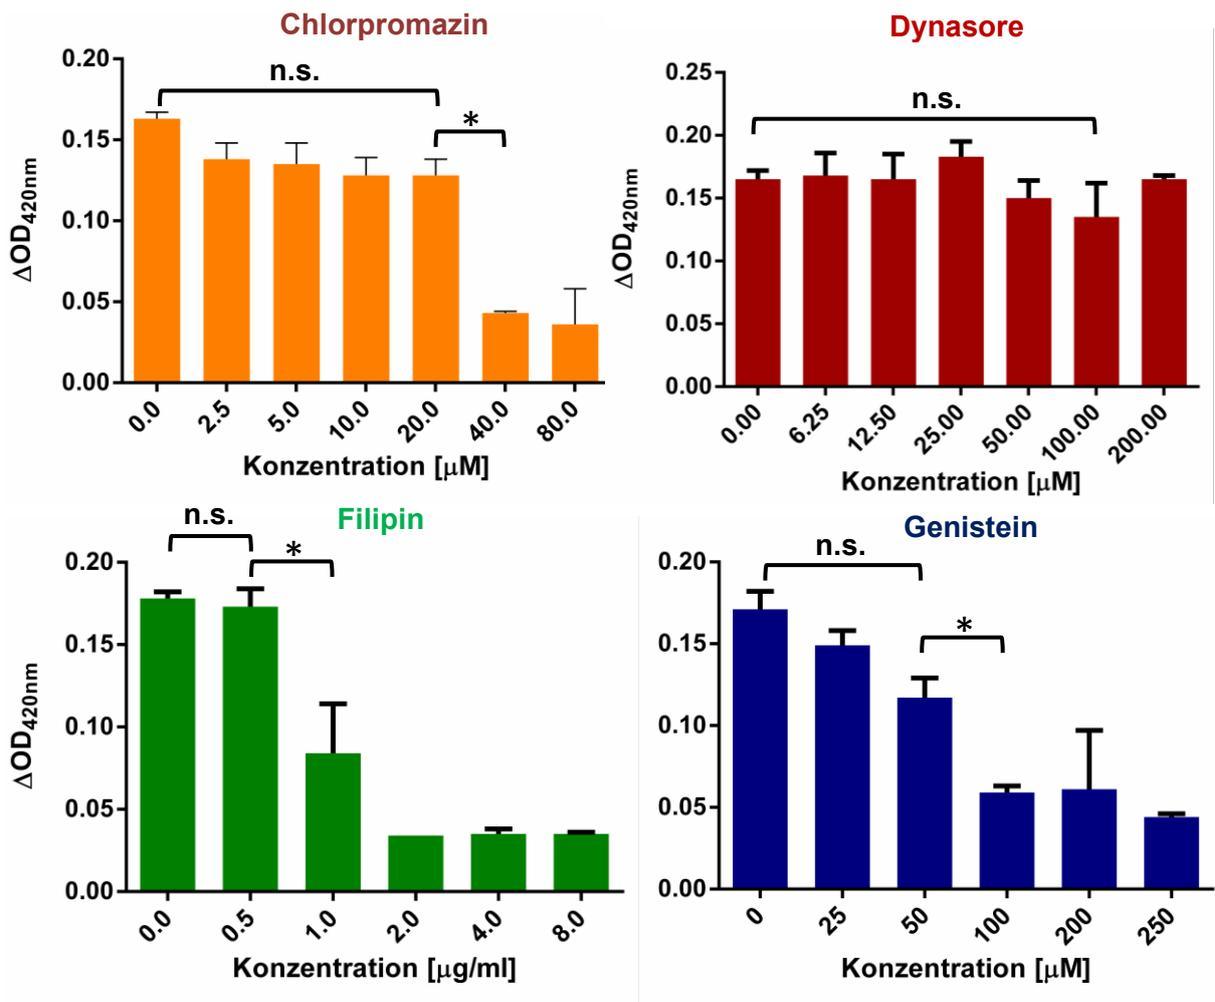 Chlorpromazin
0.20
0.15
0.10
0.05
0.00
ΔOD420nm
n.s.
*
0.0 2.5 5.0 10.0 20.0 40.0 80.0
Konzentration [μM]
Dynasore
0.25
0.20
0.15
0.10
0.05
0.00
ΔOD420nm
n.s.
0.00 6.25 12.50 25.00 50.00 100.00 200.00
Konzentration [μM]
Filipin
n.s.
*
0.20
0.15
0.10
0.05
0.00
ΔOD420nm
0.0 0.5 1.0 2.0 4.0 8.0
Konzentration [μg/ml]
Genistein
n.s.
*
0.20
0.15
0.10
0.05
0.00
0 25 50 100 200 250
Konzentration [μM]